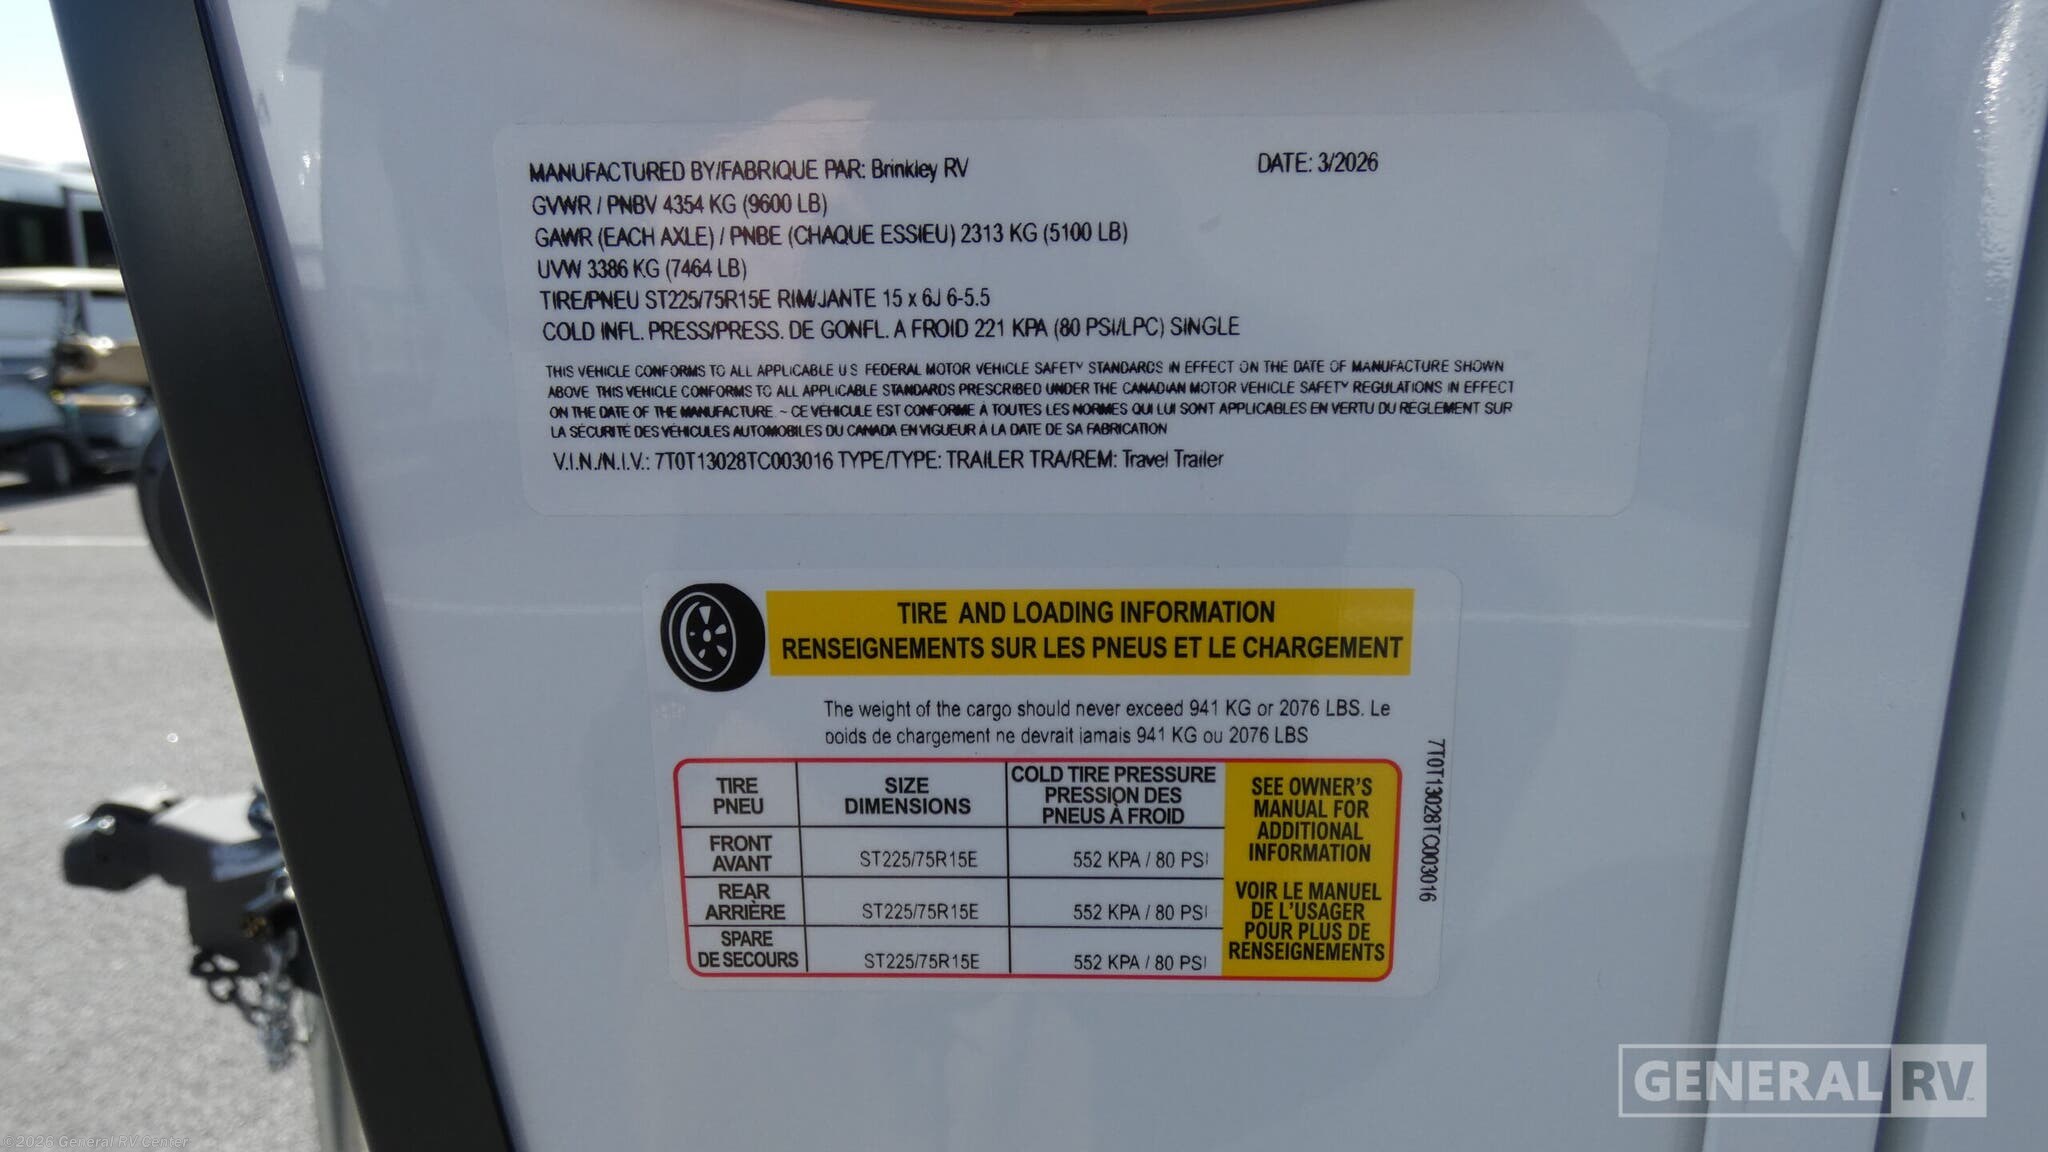 MANUFACTURED BY/FABRIQUE PAR: Brinkley RV DATE: 3/2026
GVWR / PNBV 4354 KG (9600 LB)
GAWR (EACH AXLE) / PNBE (CHAQUE ESSIEU) 2313 KG (5100 LB)
UVW 3386 KG (7464 LB)
TIRE/PNEU ST225/75R15E RIM/JANTE 15 x 6J 6-5.5
COLD INFL. PRESS/PRESS. DE GONFL. A FROID 221 KPA (80 PSI/LPC) SINGLE
THIS VEHICLE CONFORMS TO ALL APPLICABLE U S FEDERAL MOTOR VEHICLE SAFETY STANDARDS IN EFFECT ON THE DATE OF MANUFACTURE SHOWN
ABOVE THIS VEHICLE CONFORMS TO ALL APPLICABLE STANDARDS PRESCRIBED UNDER THE CANADIAN MOTOR VEHICLE SAFETY REGULATIONS IN EFFECT
ON THE DATE OF THE MANUFACTURE. ~ CE VÉHICULE EST CONFORME À TOUTES LES NORMES QUI LUI SONT APPLICABLES EN VERTU DU RÈGLEMENT SUR
LA SÉCURITÉ DES VÉHICULES AUTOMOBILES DU CANADA EN VIGUEUR À LA DATE DE SA FABRICATION
V.I.N./N.I.V.: 7T0T13028TC003016 TYPE/TYPE: TRAILER TRA/REM: Travel Trailer
TIRE AND LOADING INFORMATION
RENSEIGNEMENTS SUR LES PNEUS ET LE CHARGEMENT
The weight of the cargo should never exceed 941 KG or 2076 LBS. Le
poids de chargement ne devrait jamais 941 KG ou 2076 LBS
TIRE PNEU
SIZE DIMENSIONS
COLD TIRE PRESSURE
PRESSION DES
PNEUS À FROID
FRONT AVANT ST225/75R15E 552 KPA / 80 PSI
REAR ARRIÈRE ST225/75R15E 552 KPA / 80 PSI
SPARE DE SECOURS ST225/75R15E 552 KPA / 80 PSI
SEE OWNER'S
MANUAL FOR
ADDITIONAL
INFORMATION
VOIR LE MANUEL
DE L'USAGER
POUR PLUS DE
RENSEIGNEMENTS
7T0T13028TC003016
GENERAL RV
©2026 General RV Center